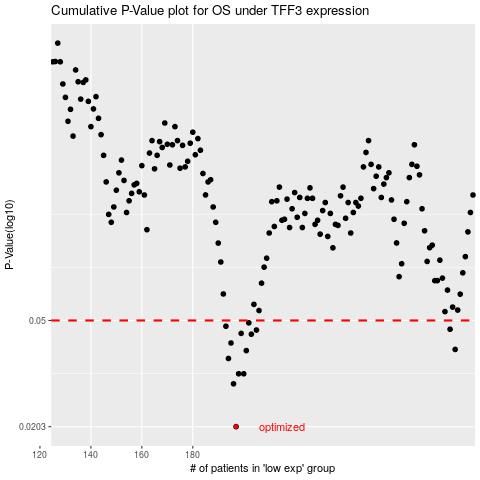 Cumulative P-Value plot for OS under TFF3 expression
P-Value(log10)
0.05
0.0203
optimized
120 140 160 180
# of patients in 'low exp' group